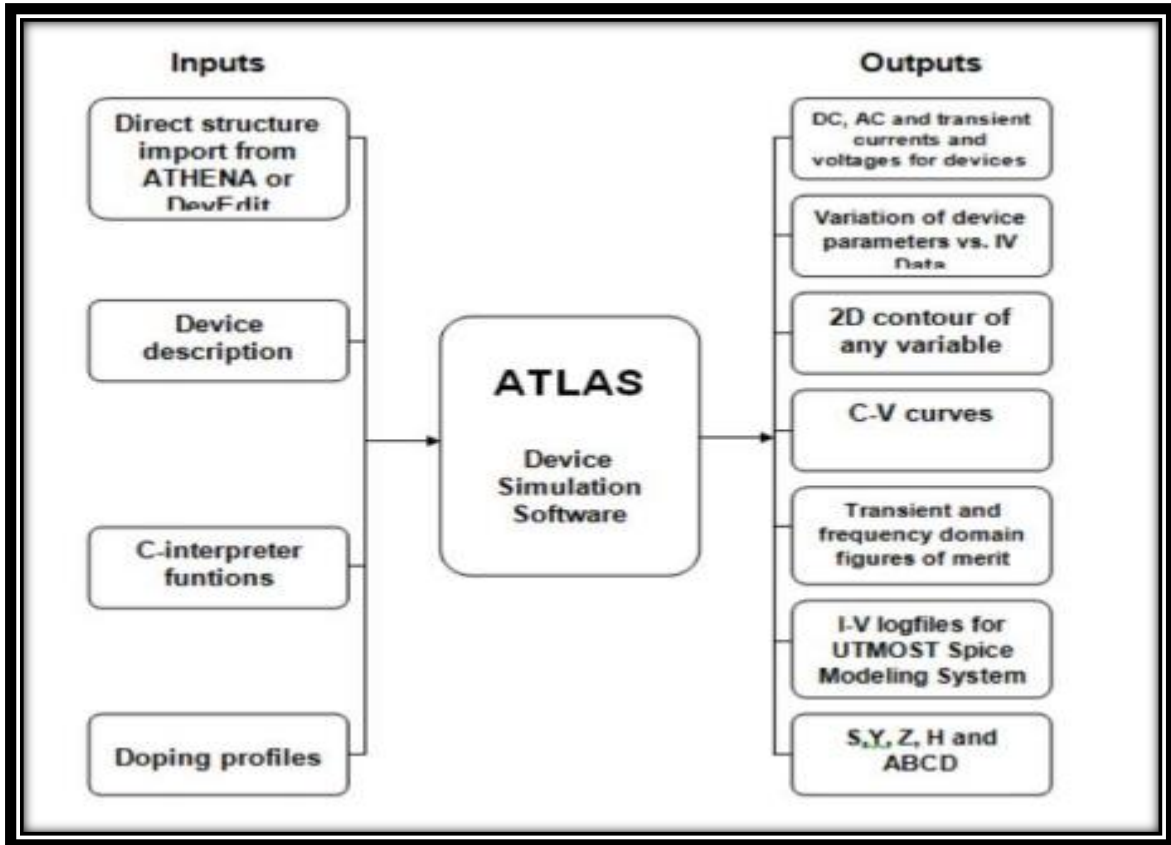 Inputs
Direct structure
import from
ATHENA or
DevEdit
Device
description
C-interpreter
funtions
Doping profiles
ATLAS
Device
Simulation
Software
Outputs
DC, AC and transient
currents and
voltages for devices
Variation of device
parameters vs. IV
Data
2D contour of
any variable
C-V curves
Transient and
frequency domain
figures of merit
I-V logfiles for
UTMOST Spice
Modeling System
S,Y, Z, H and
ABCD